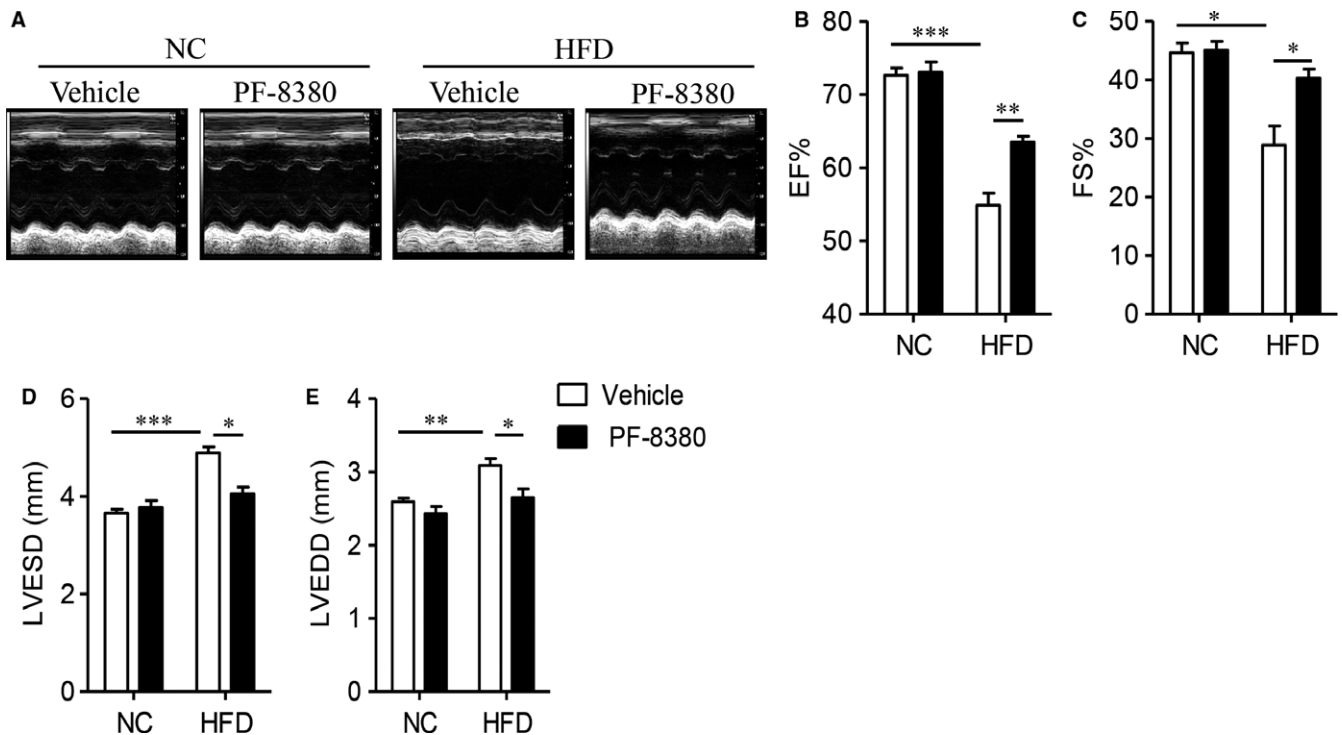 A
NC
HFD
Vehicle
PF-8380
Vehicle
PF-8380
B
EF%
80
70
60
50
40
***
**
NC
HFD
C
FS%
50
40
30
20
10
0
*
*
NC
HFD
D
LVESD (mm)
6
4
2
0
***
*
NC
HFD
E
LVEDD (mm)
4
3
2
1
0
**
*
NC
HFD
Vehicle
PF-8380